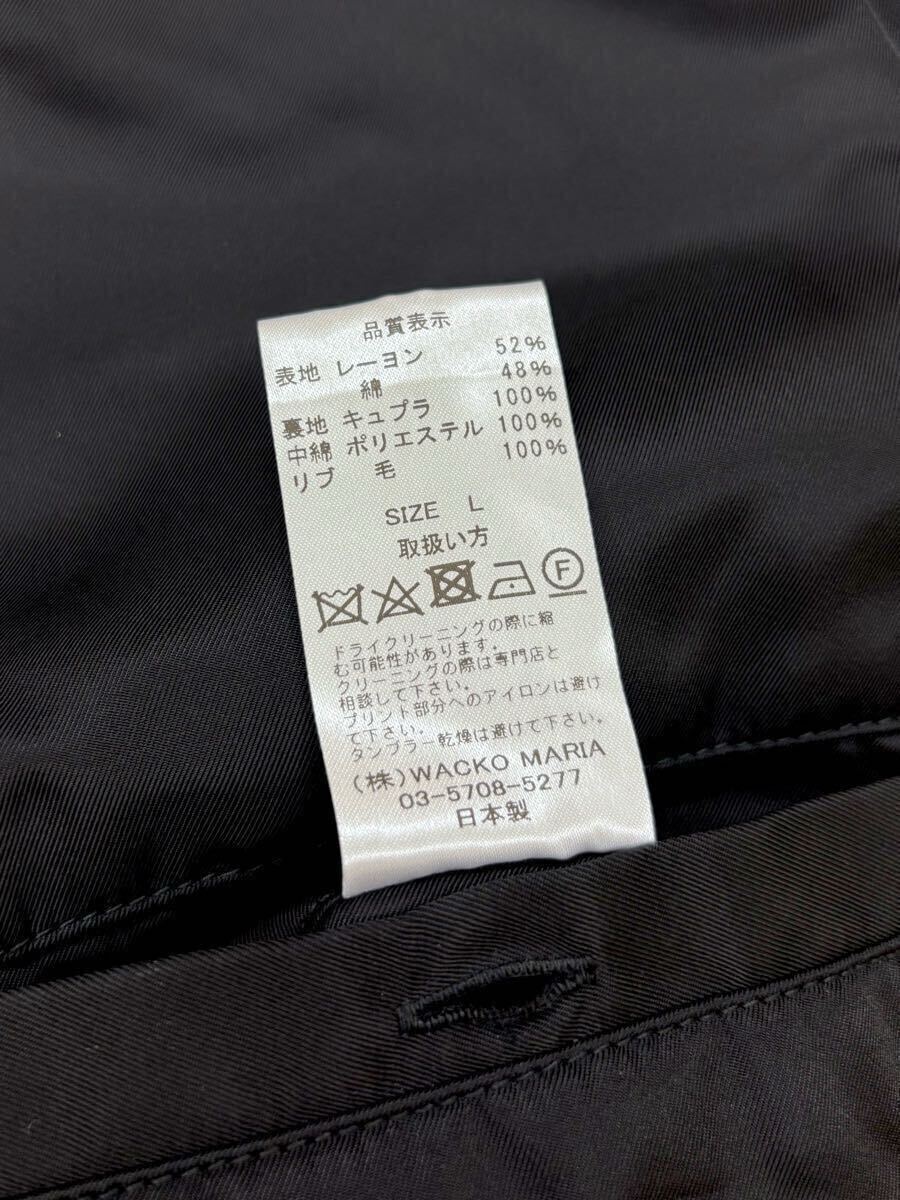 品質表示
表地 レーヨン 52%
綿 48%
裏地 キュプラ 100%
中綿 ポリエステル 100%
リブ 毛 100%
SIZE L
取扱い方
F
ドライクリーニングの際に縮
む可能性があります。
クリーニングの際は専門店と
相談して下さい。
プリント部分へのアイロンは避け
て下さい。
タンブラー乾燥は避けて下さい。
(株)WACKO MARIA
03-5708-5277
日本製